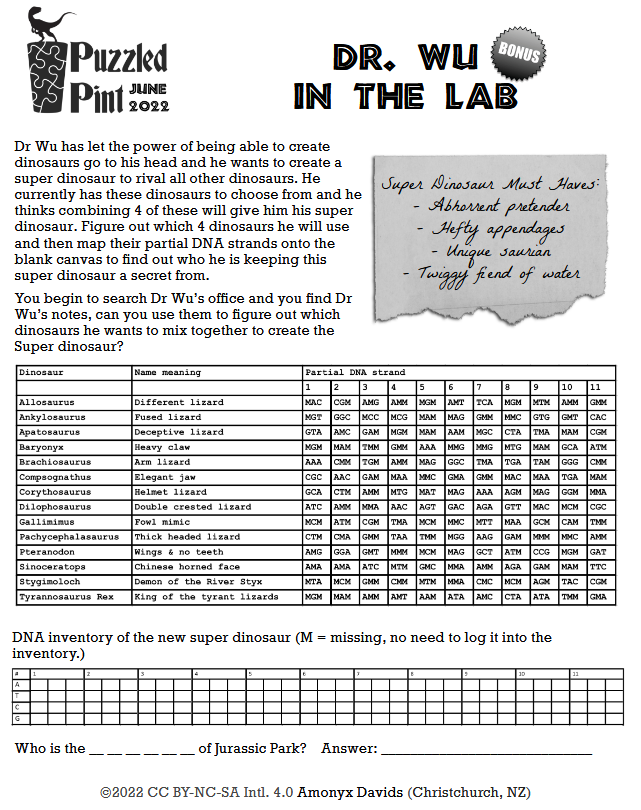 Puzzled
Pint JUNE
2022
DR. WU
BONUS
IN THE LAB
Dr Wu has let the power of being able to create
dinosaurs go to his head and he wants to create a
super dinosaur to rival all other dinosaurs. He
currently has these dinosaurs to choose from and he
thinks combining 4 of these will give him his super
dinosaur. Figure out which 4 dinosaurs he will use
and then map their partial DNA strands onto the
blank canvas to find out who he is keeping this
super dinosaur a secret from.
You begin to search Dr Wu's office and you find Dr
Wu's notes, can you use them to figure out which
dinosaurs he wants to mix together to create the
Super dinosaur?
Super Dinosaur Must Haves:
- Abhorrent pretender
- Hefty appendages
- Unique saurian
- Twiggy fiend of water
Dinosaur Name meaning Partial DNA strand
1 2 3 4 5 6 7 8 9 10 11
Allosaurus Different lizard MAC CGM AMG AMM MGM AMT TCA MGM MTM AMM GMM
Ankylosaurus Fused lizard MGT GGC MCC MCG MAM MAG GMM MMC GTG GMT CAC
Apatosaurus Deceptive lizard GTA AMC GAM MGM MAM AAM MGC CTA TMA MAM CGM
Baryonyx Heavy claw MGM MAM TMM GMM AAA MMG MMG MTG MAM GCA ATM
Brachiosaurus Arm lizard AAA CMM TGM AMM MAG GGC TMA TGA TAM GGG CMM
Compsognathus Elegant jaw CGC AAC GAM MAA MMC GMA GMM MAC MAA TGA MAM
Corythosaurus Helmet lizard GCA CTM AMM MTG MAT MAG AAA AGM MAG GGM MMA
Dilophosaurus Double crested lizard ATC AMM MMA AAC AGT GAC AGA GTT MAC MCM CGC
Gallimimus Fowl mimic MCM ATM CGM TMA MCM MMC MTT MAA GCM CAM TMM
Pachycephalasaurus Thick headed lizard CTM CMA GMM TAA TMM MGG AAG GAM MMM MMC AMM
Pteranodon Wings & no teeth AMG GGA GMT MMM MCM MAG GCT ATM CCG MGM GAT
Sinoceratops Chinese horned face AMA AMA ATC MTM GMC MMA AMM AGA GAM MAM TTC
Stygimoloch Demon of the River Styx MTA MCM GMM CMM MTM MMA CMC MCM AGM TAC CGM
Tyrannosaurus Rex King of the tyrant lizards MGM MAM AMM AMT AAM ATA AMC CTA ATA TMM GMA
DNA inventory of the new super dinosaur (M = missing, no need to log it into the
inventory.)
# 1 2 3 4 5 6 7 8 9 10 11
A
T
C
G
Who is the __ __ __ __ __ __ of Jurassic Park? Answer: ____________________________
©2022 CC BY-NC-SA Intl. 4.0 Amonyx Davids (Christchurch, NZ)